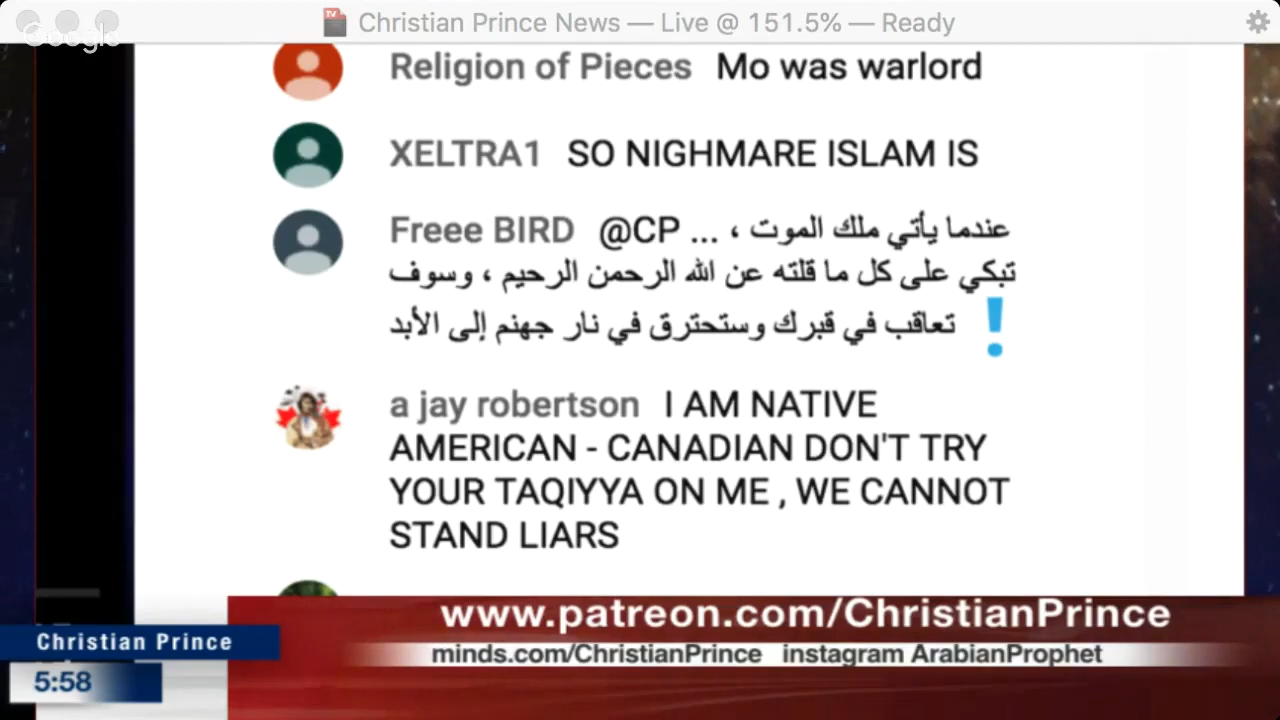 Christian Prince News — Live @ 151.5% — Ready
Google
Religion of Pieces Mo was warlord
XELTRA1 SO NIGHMARE ISLAM IS
Freee BIRD @CP ... عندما يأتي ملك الموت ،
تبكي على كل ما قلته عن الله الرحمن الرحيم ، وسوف
تعاقب في قبرك وستحترق في نار جهنم إلى الأبد ❗
a jay robertson I AM NATIVE
AMERICAN - CANADIAN DON'T TRY
YOUR TAQIYYA ON ME , WE CANNOT
STAND LIARS
www.patreon.com/ChristianPrince
Christian Prince
minds.com/ChristianPrince instagram ArabianProphet
5:58